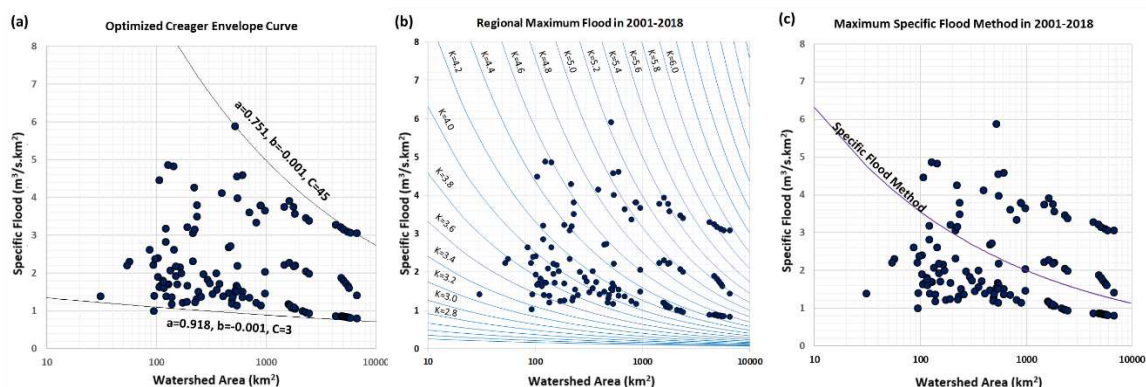 (a)
Optimized Creager Envelope Curve
Specific Flood (m³/s.km²)
8
7
6
5
4
3
2
1
0
a=0.751, b=-0.001, C=45
a=0.918, b=-0.001, C=3
10
100
1000
10000
Watershed Area (km²)
(b)
Regional Maximum Flood in 2001-2018
Specific Flood (m³/s.km²)
8
7
6
5
4
3
2
1
0
K=4.2
K=4.4
K=4.6
K=4.8
K=5.0
K=5.2
K=5.4
K=5.6
K=5.8
K=6.0
K=4.0
K=3.8
K=3.6
K=3.4
K=3.2
K=3.0
K=2.8
10
100
1000
10000
Watershed Area (km²)
(c)
Maximum Specific Flood Method in 2001-2018
Specific Flood (m³/s.km²)
8
7
6
5
4
3
2
1
0
Specific Flood Method
10
100
1000
10000
Watershed Area (km²)